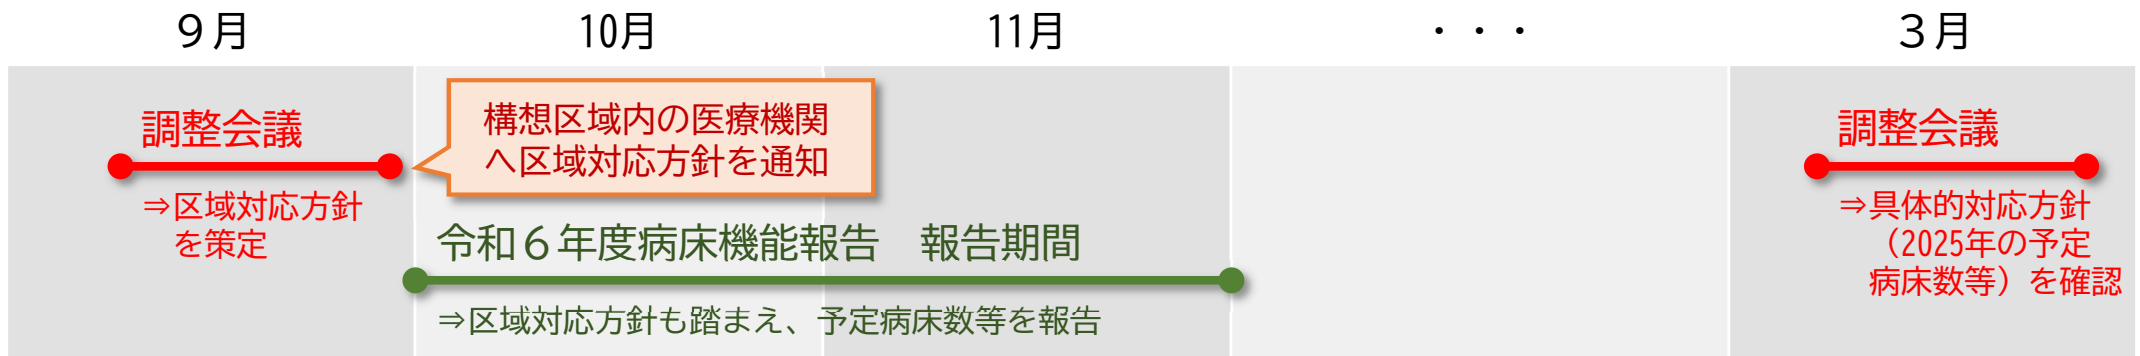 ９月
10月
11月
・・・
３月
調整会議
⇒区域対応方針
を策定
構想区域内の医療機関
へ区域対応方針を通知
令和６年度病床機能報告　報告期間
⇒区域対応方針も踏まえ、予定病床数等を報告
調整会議
⇒具体的対応方針
（2025年の予定
病床数等）を確認